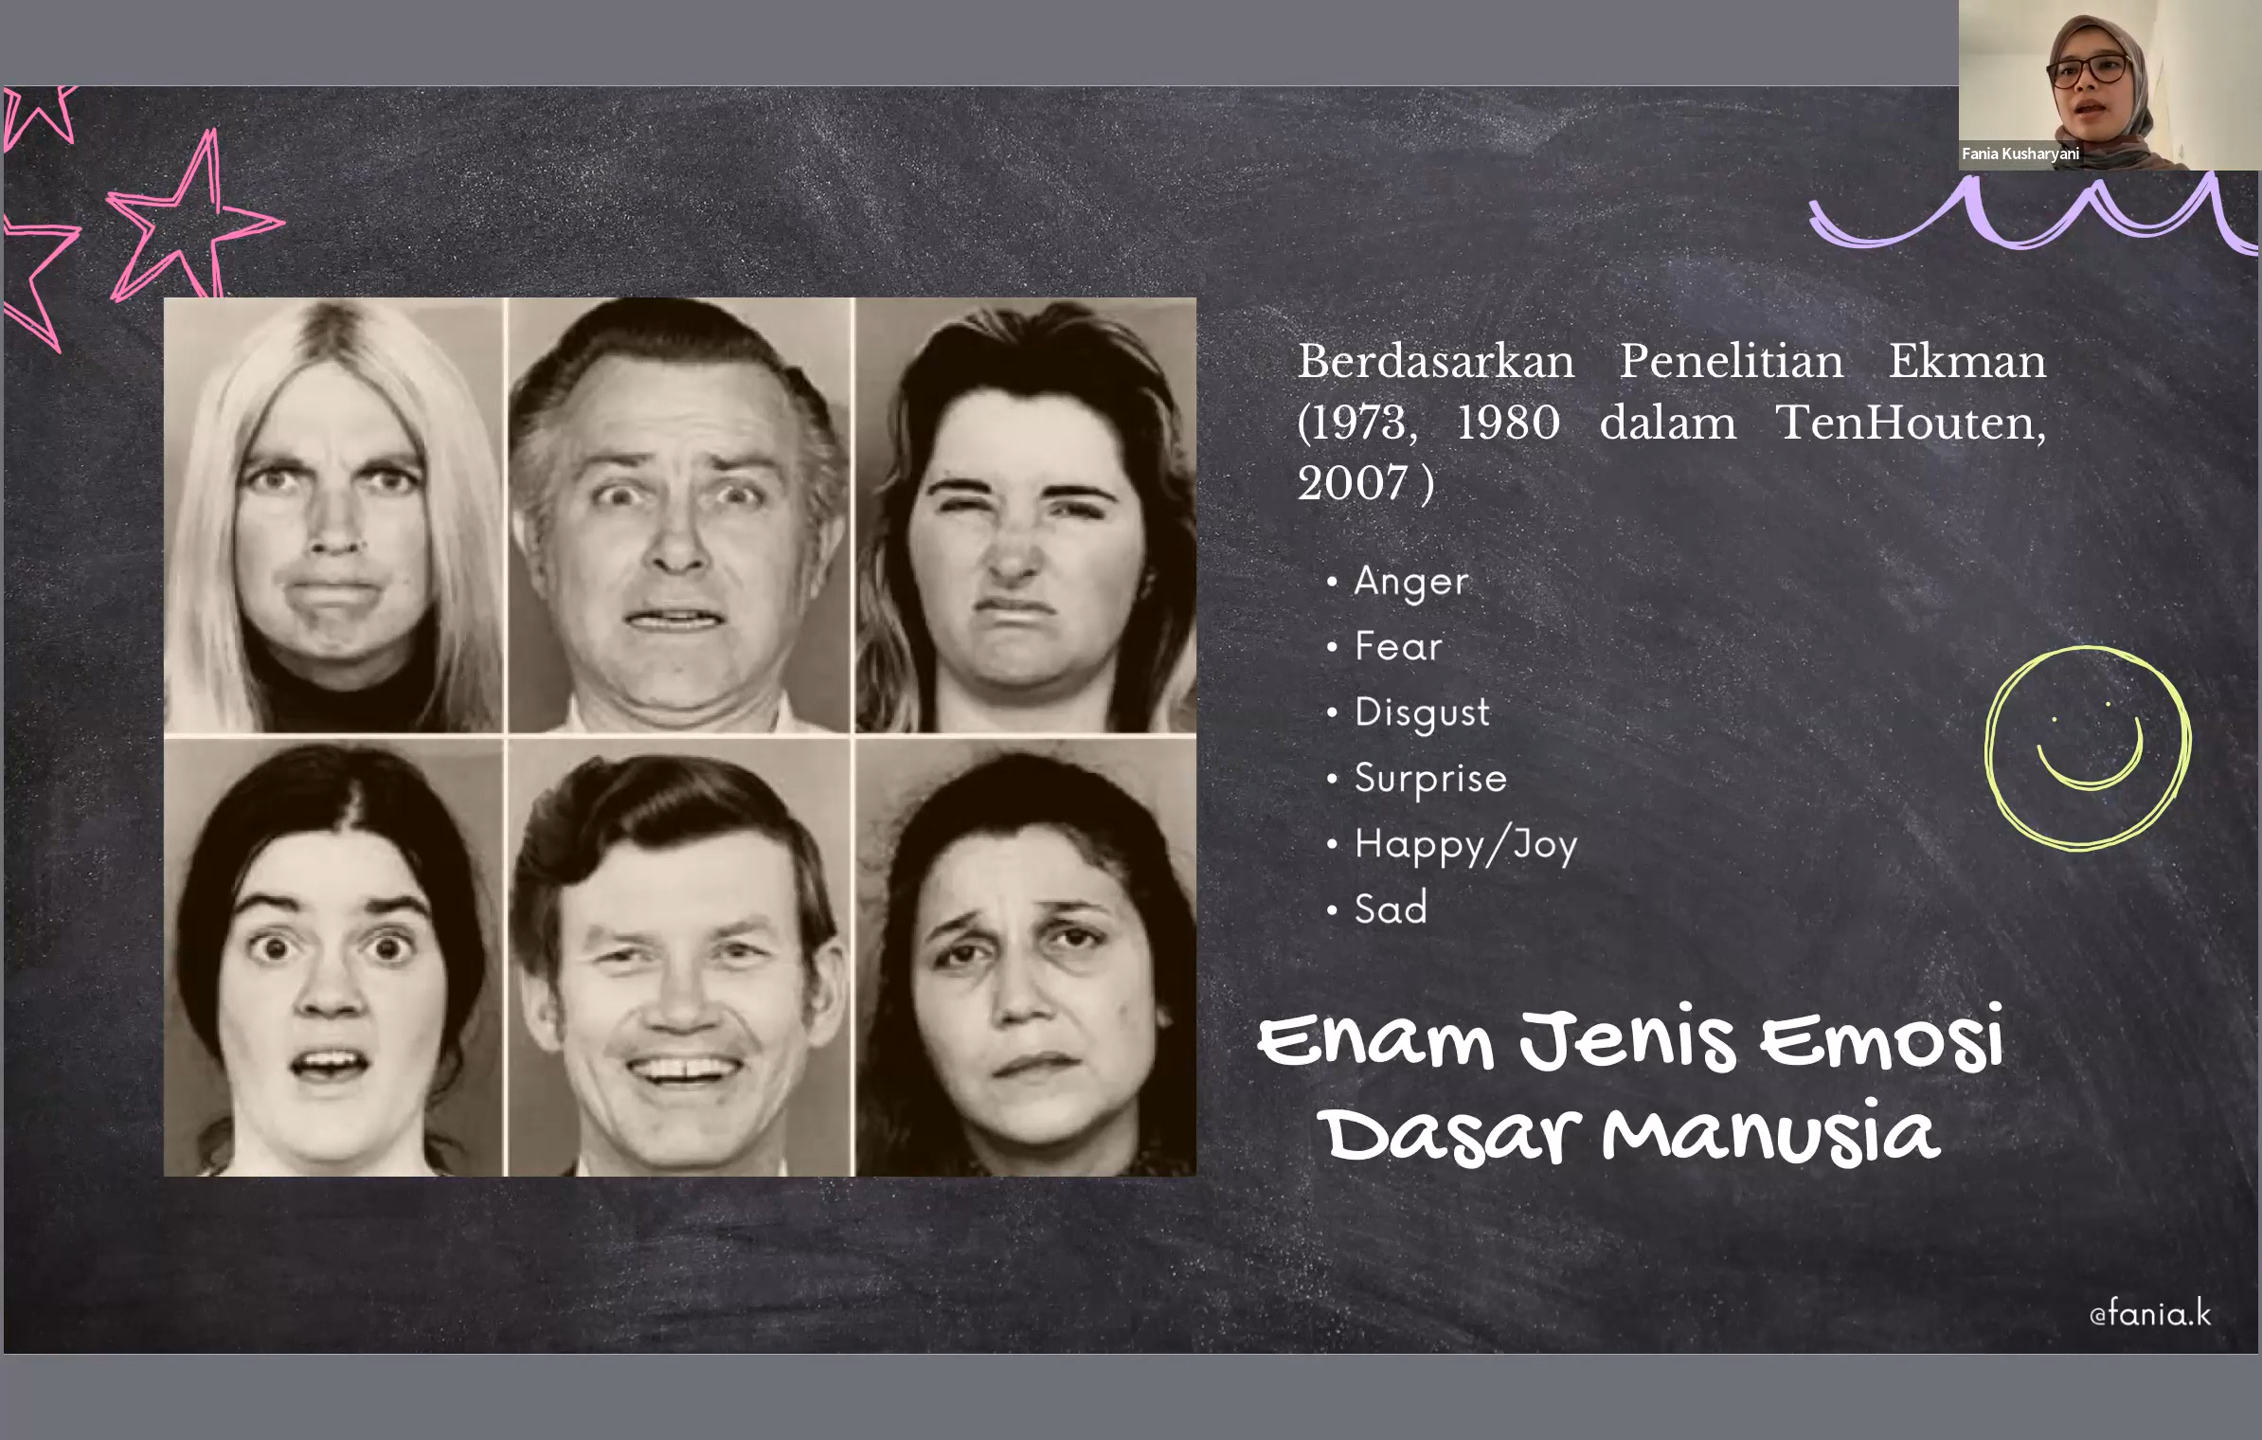 Fania Kusharyani
Berdasarkan Penelitian Ekman
(1973, 1980 dalam TenHouten,
2007 )
• Anger
• Fear
• Disgust
• Surprise
• Happy/Joy
• Sad
Enam Jenis Emosi
Dasar Manusia
@fania.k